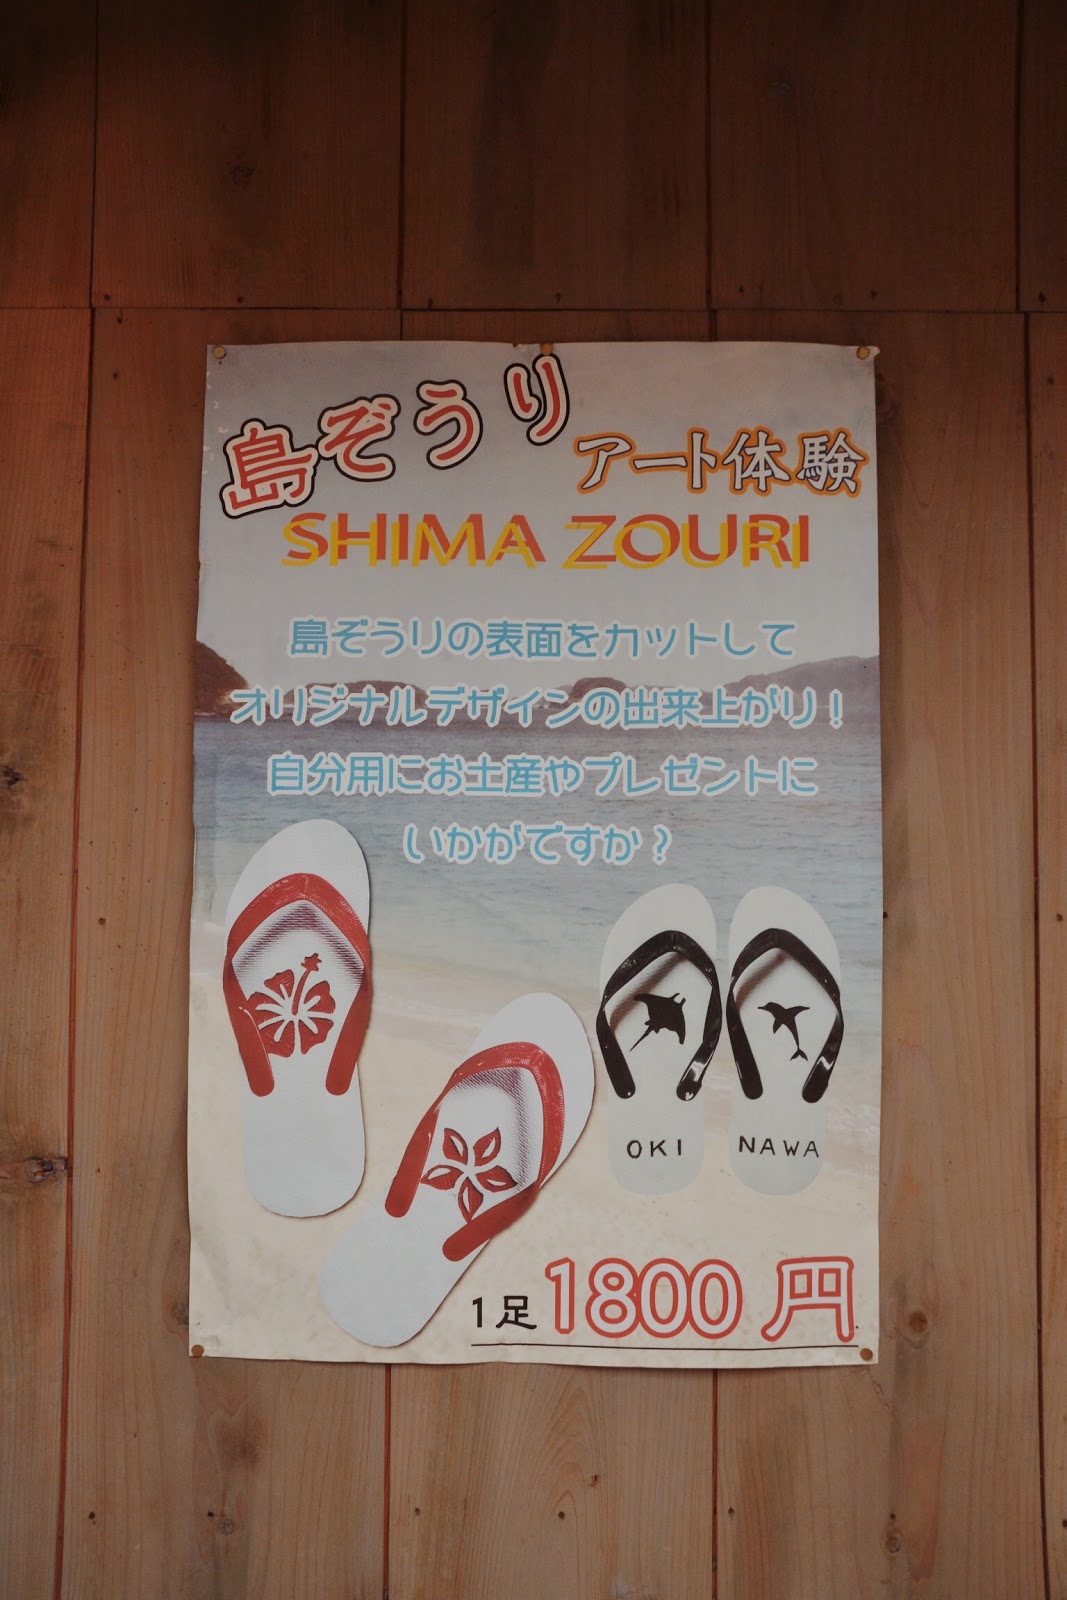 島ぞうり
アート体験
SHIMA ZOURI
島ぞうりの表面をカットして
オリジナルデザインの出来上がり!
自分用にお土産やプレゼントに
いかがですか?
OKI NAWA
1足 1800 円